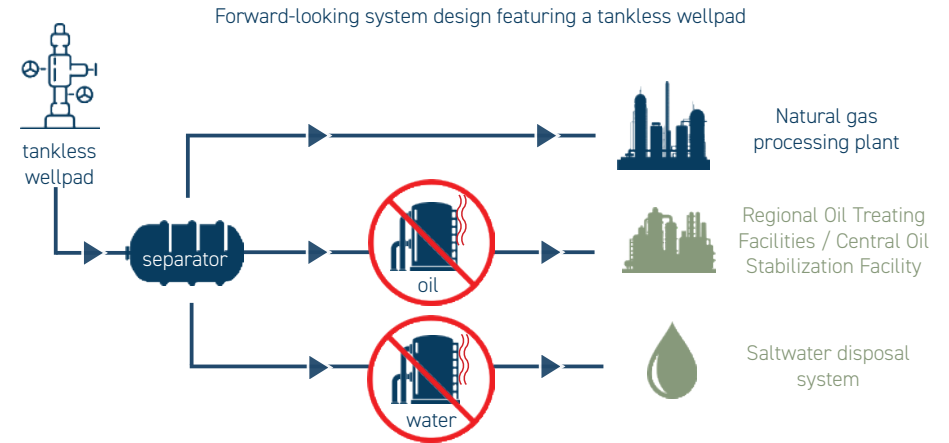 Forward-looking system design featuring a tankless wellpad
tankless
wellpad
Natural gas
processing plant
separator
oil
Regional Oil Treating
Facilities / Central Oil
Stabilization Facility
water
Saltwater disposal
system